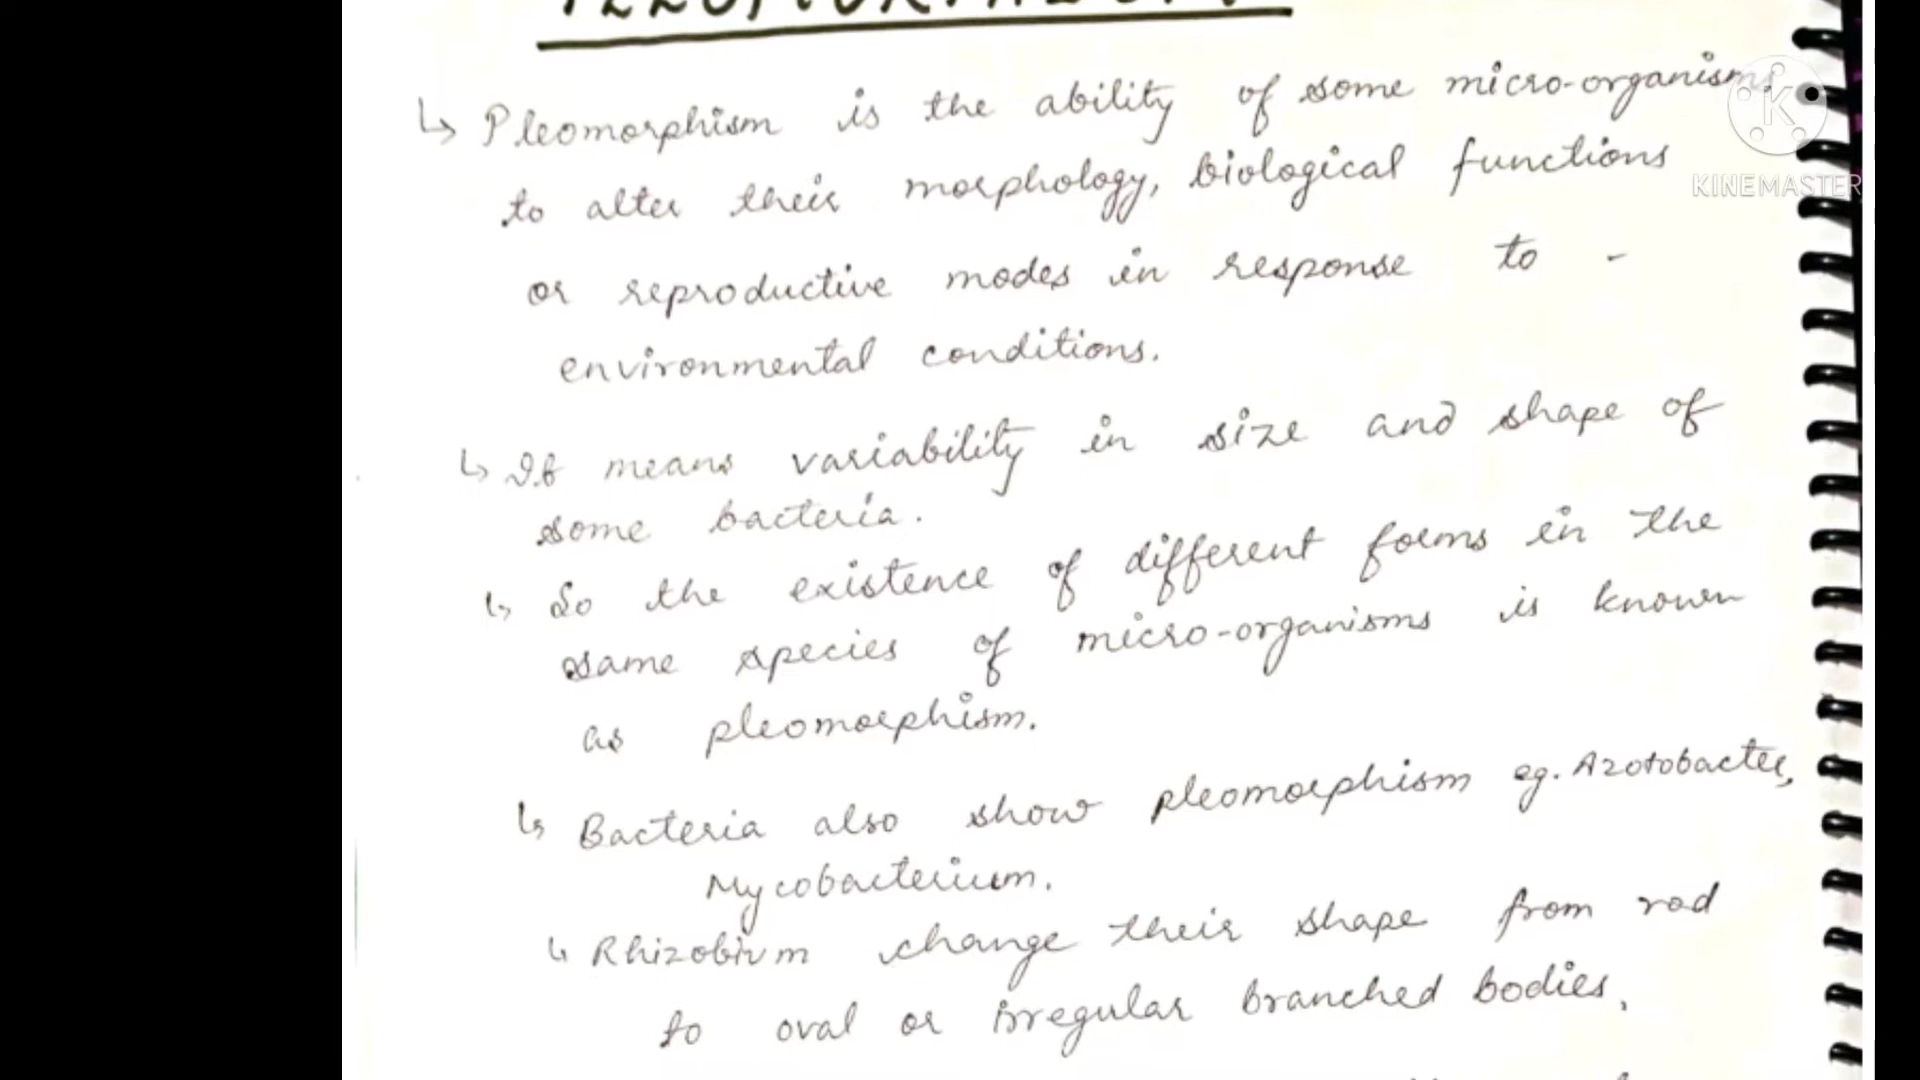 ↳ Pleomorphism is the ability of some micro-organisms
KINEMASTER
to alter their morphology, biological functions
or reproductive modes in response to -
environmental conditions.
↳ It means variability in size and shape of
some bacteria.
↳ So the existence of different forms in the
same species of micro-organisms is known
as pleomorphism.
↳ Bacteria also show pleomorphism eg. Azotobacter,
Mycobacterium.
↳ Rhizobium change their shape from rod
to oval or irregular branched bodies.